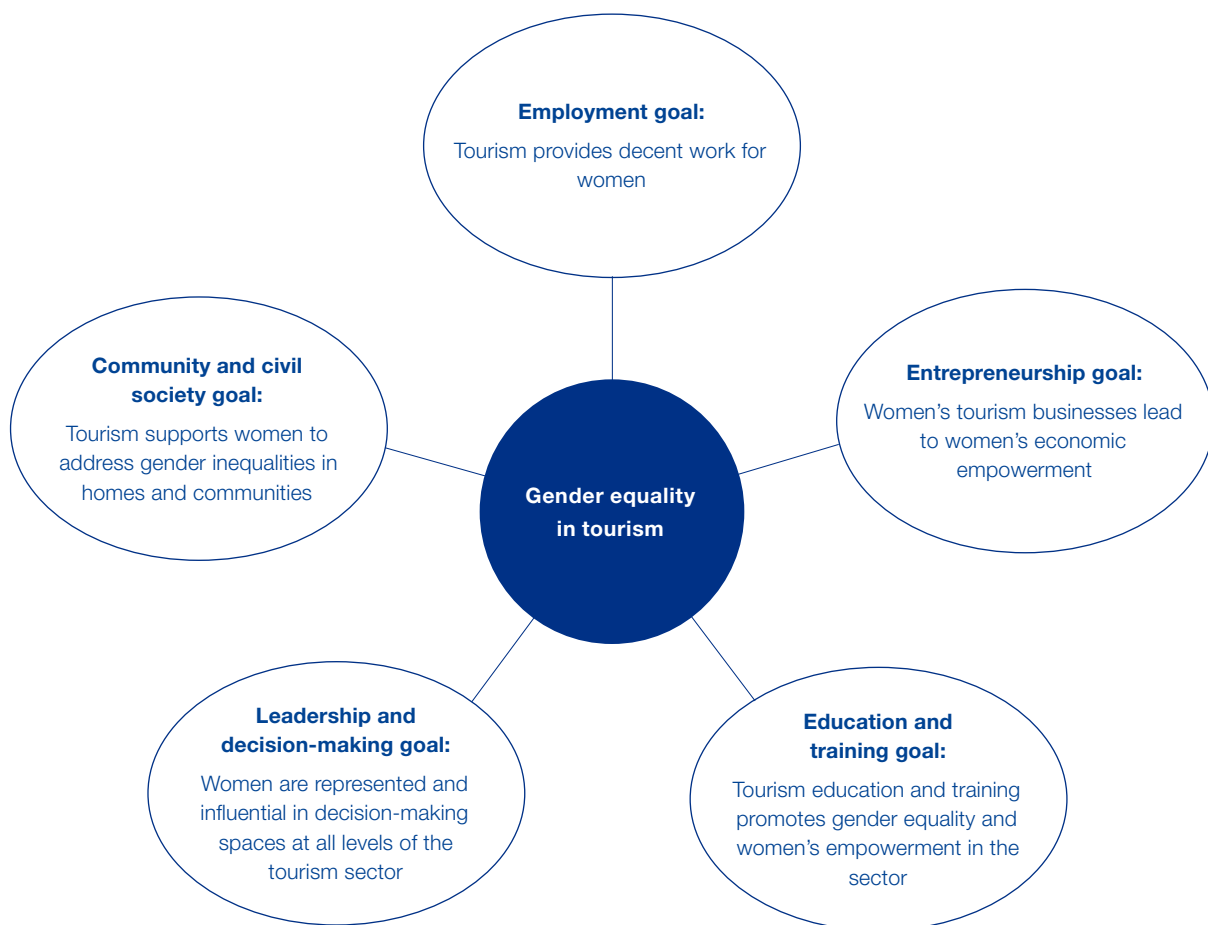 Employment goal:
Tourism provides decent work for
women
Community and civil
society goal:
Tourism supports women to
address gender inequalities in
homes and communities
Entrepreneurship goal:
Women’s tourism businesses lead
to women’s economic
empowerment
Gender equality
in tourism
Leadership and
decision-making goal:
Women are represented and
influential in decision-making
spaces at all levels of the
tourism sector
Education and
training goal:
Tourism education and training
promotes gender equality and
women’s empowerment in the
sector